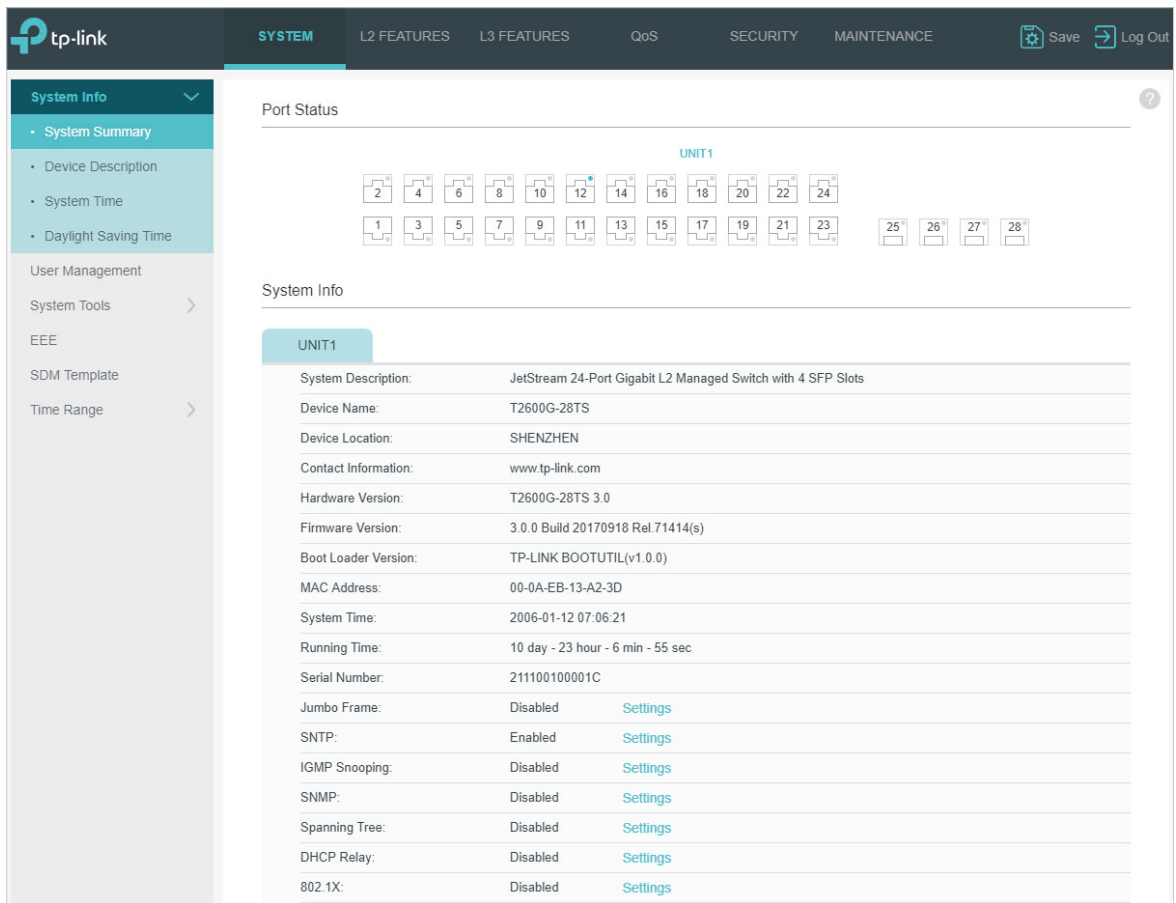 tp-link
SYSTEM L2 FEATURES L3 FEATURES QoS SECURITY MAINTENANCE Save Log Out
System Info
• System Summary
• Device Description
• System Time
• Daylight Saving Time
User Management
System Tools
EEE
SDM Template
Time Range
Port Status
?
UNIT1
2 4 6 8 10 12 14 16 18 20 22 24
1 3 5 7 9 11 13 15 17 19 21 23 25 26 27 28
System Info
UNIT1
System Description: JetStream 24-Port Gigabit L2 Managed Switch with 4 SFP Slots
Device Name: T2600G-28TS
Device Location: SHENZHEN
Contact Information: www.tp-link.com
Hardware Version: T2600G-28TS 3.0
Firmware Version: 3.0.0 Build 20170918 Rel.71414(s)
Boot Loader Version: TP-LINK BOOTUTIL(v1.0.0)
MAC Address: 00-0A-EB-13-A2-3D
System Time: 2006-01-12 07:06:21
Running Time: 10 day - 23 hour - 6 min - 55 sec
Serial Number: 211100100001C
Jumbo Frame: Disabled Settings
SNTP: Enabled Settings
IGMP Snooping: Disabled Settings
SNMP: Disabled Settings
Spanning Tree: Disabled Settings
DHCP Relay: Disabled Settings
802.1X: Disabled Settings